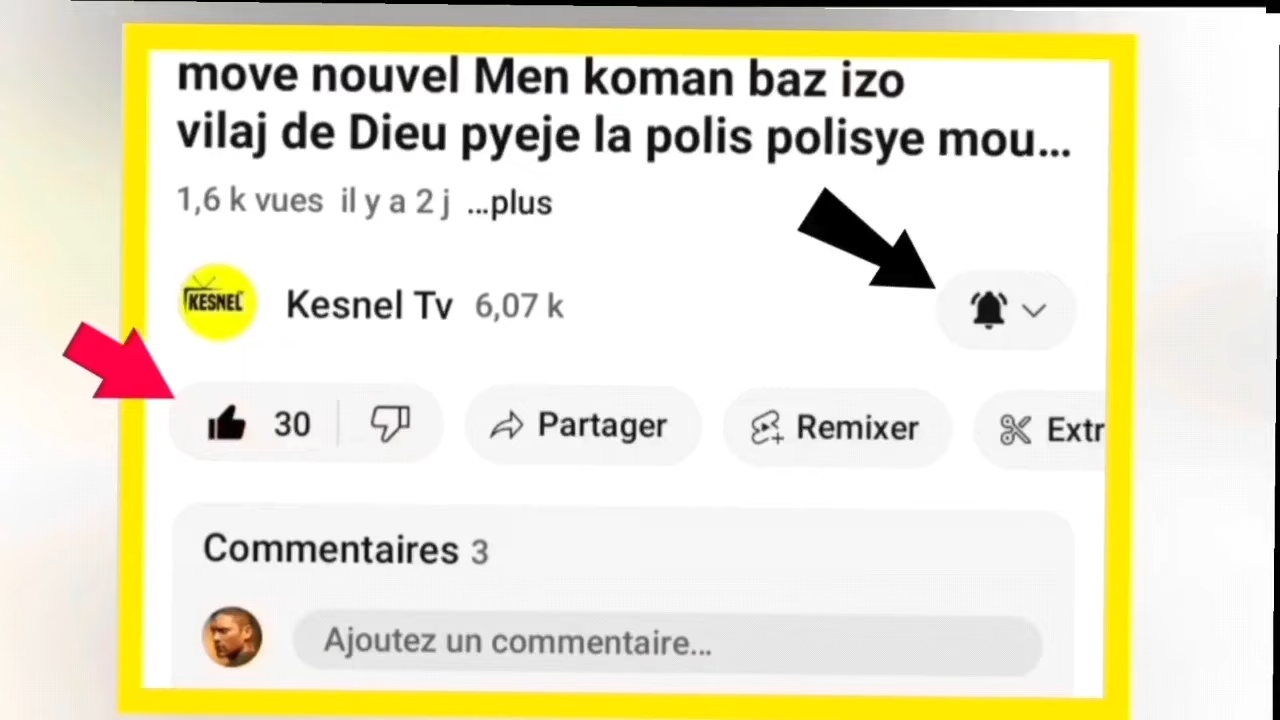 move nouvel Men koman baz izo
vilaj de Dieu pyeje la polis polisye mou...
1,6 k vues il y a 2 j ...plus
KESNEL
Kesnel Tv 6,07 k
30
Partager
Remixer
Extr
Commentaires 3
Ajoutez un commentaire...